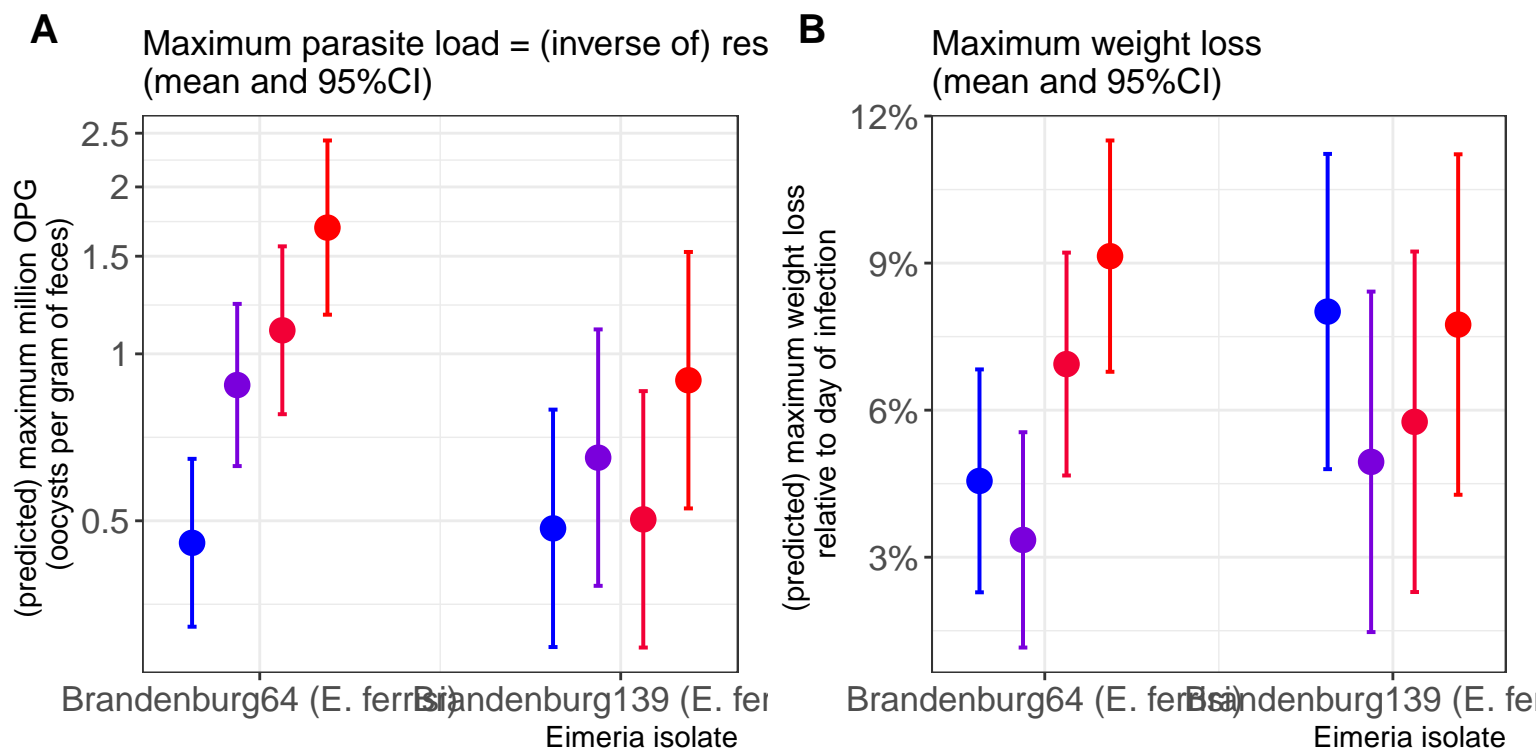 A
Maximum parasite load = (inverse of) res
(mean and 95%CI)
(predicted) maximum million OPG
(oocysts per gram of feces)
2.5
2
1.5
1
0.5
Brandenburg64 (E. ferrisi)
Brandenburg139 (E. fer
Eimeria isolate
B
Maximum weight loss
(mean and 95%CI)
(predicted) maximum weight loss
relative to day of infection
12%
9%
6%
3%
Brandenburg64 (E. ferrisi)
Brandenburg139 (E. fe
Eimeria isolate